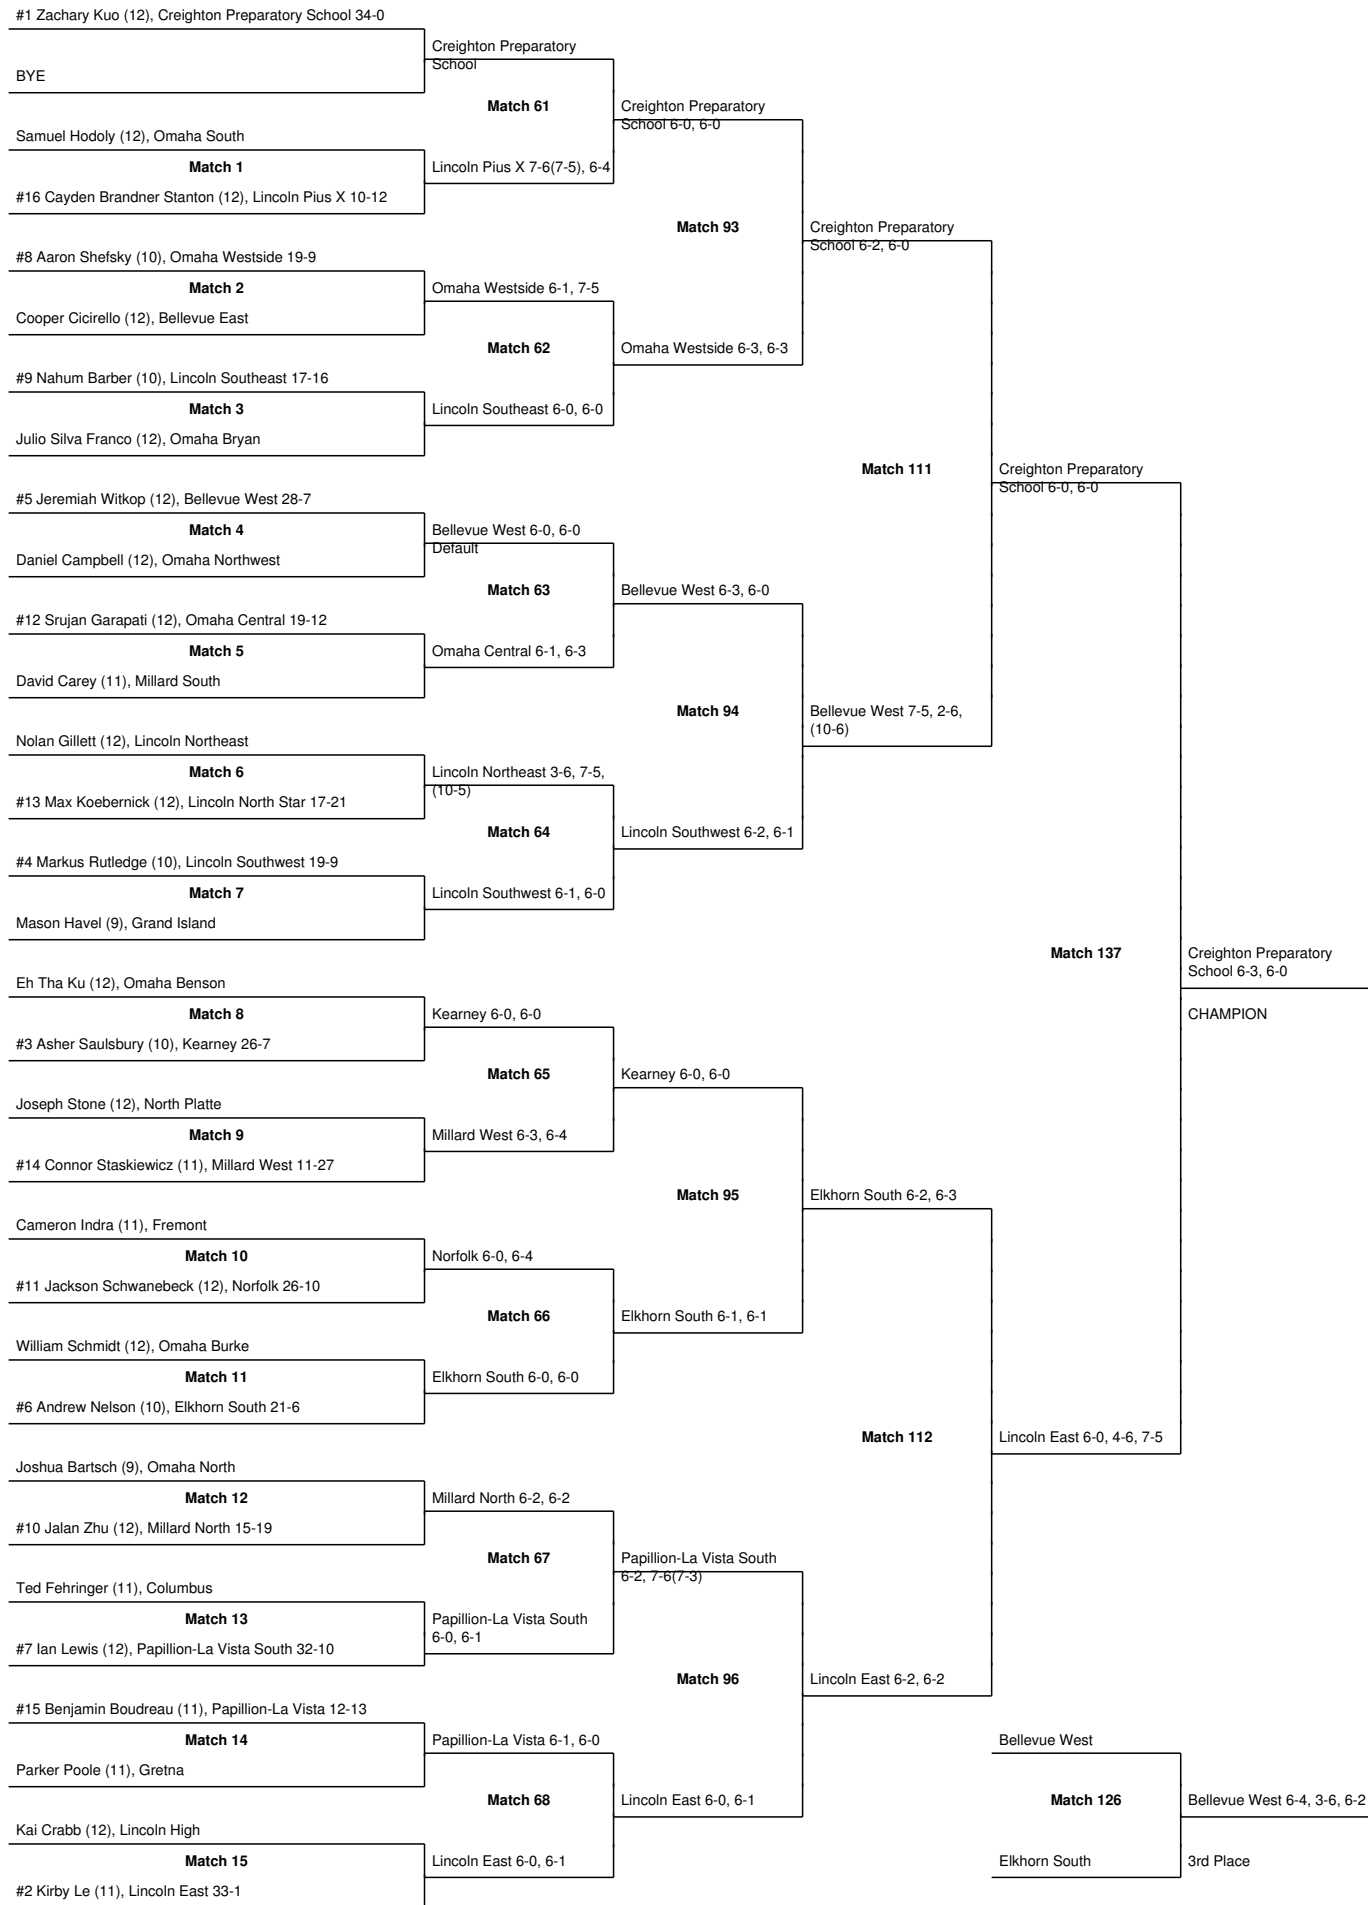 #1 Zachary Kuo (12), Creighton Preparatory School 34-0
Creighton Preparatory
School
BYE
Match 61
Creighton Preparatory
School 6-0, 6-0
Samuel Hodoly (12), Omaha South
Match 1
Lincoln Pius X 7-6(7-5), 6-4
#16 Cayden Brandner Stanton (12), Lincoln Pius X 10-12
Match 93
Creighton Preparatory
School 6-2, 6-0
#8 Aaron Shefsky (10), Omaha Westside 19-9
Match 2
Omaha Westside 6-1, 7-5
Cooper Cicirello (12), Bellevue East
Match 62
Omaha Westside 6-3, 6-3
#9 Nahum Barber (10), Lincoln Southeast 17-16
Match 3
Lincoln Southeast 6-0, 6-0
Julio Silva Franco (12), Omaha Bryan
Match 111
Creighton Preparatory
School 6-0, 6-0
#5 Jeremiah Witkop (12), Bellevue West 28-7
Match 4
Bellevue West 6-0, 6-0
Default
Daniel Campbell (12), Omaha Northwest
Match 63
Bellevue West 6-3, 6-0
#12 Srujan Garapati (12), Omaha Central 19-12
Match 5
Omaha Central 6-1, 6-3
David Carey (11), Millard South
Match 94
Bellevue West 7-5, 2-6,
(10-6)
Nolan Gillett (12), Lincoln Northeast
Match 6
Lincoln Northeast 3-6, 7-5,
(10-5)
#13 Max Koebernick (12), Lincoln North Star 17-21
Match 64
Lincoln Southwest 6-2, 6-1
#4 Markus Rutledge (10), Lincoln Southwest 19-9
Match 7
Lincoln Southwest 6-1, 6-0
Mason Havel (9), Grand Island
Match 137
Creighton Preparatory
School 6-3, 6-0
Eh Tha Ku (12), Omaha Benson
Match 8
Kearney 6-0, 6-0
CHAMPION
#3 Asher Saulsbury (10), Kearney 26-7
Match 65
Kearney 6-0, 6-0
Joseph Stone (12), North Platte
Match 9
Millard West 6-3, 6-4
#14 Connor Staskiewicz (11), Millard West 11-27
Match 95
Elkhorn South 6-2, 6-3
Cameron Indra (11), Fremont
Match 10
Norfolk 6-0, 6-4
#11 Jackson Schwanebeck (12), Norfolk 26-10
Match 66
Elkhorn South 6-1, 6-1
William Schmidt (12), Omaha Burke
Match 11
Elkhorn South 6-0, 6-0
#6 Andrew Nelson (10), Elkhorn South 21-6
Match 112
Lincoln East 6-0, 4-6, 7-5
Joshua Bartsch (9), Omaha North
Match 12
Millard North 6-2, 6-2
#10 Jalan Zhu (12), Millard North 15-19
Match 67
Papillion-La Vista South
6-2, 7-6(7-3)
Ted Fehringer (11), Columbus
Match 13
Papillion-La Vista South
6-0, 6-1
#7 Ian Lewis (12), Papillion-La Vista South 32-10
Match 96
Lincoln East 6-2, 6-2
#15 Benjamin Boudreau (11), Papillion-La Vista 12-13
Match 14
Papillion-La Vista 6-1, 6-0
Bellevue West
Parker Poole (11), Gretna
Match 68
Lincoln East 6-0, 6-1
Match 126
Bellevue West 6-4, 3-6, 6-2
Kai Crabb (12), Lincoln High
Match 15
Lincoln East 6-0, 6-1
Elkhorn South
3rd Place
#2 Kirby Le (11), Lincoln East 33-1